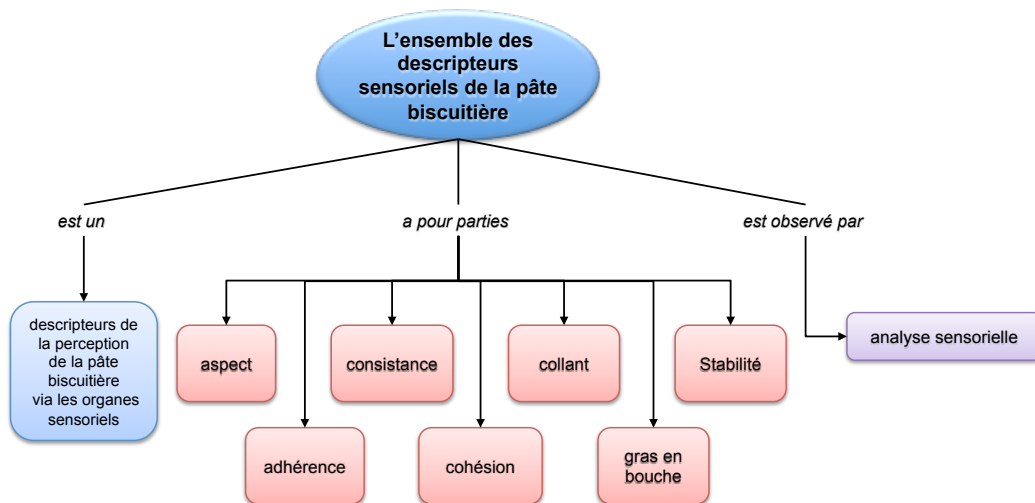 L'ensemble des
descripteurs
sensoriels de la pâte
biscuitière
est un
a pour parties
est observé par
descripteurs de
la perception
de la pâte
biscuitière
via les organes
sensoriels
aspect
consistance
collant
Stabilité
analyse sensorielle
adhérence
cohésion
gras en
bouche